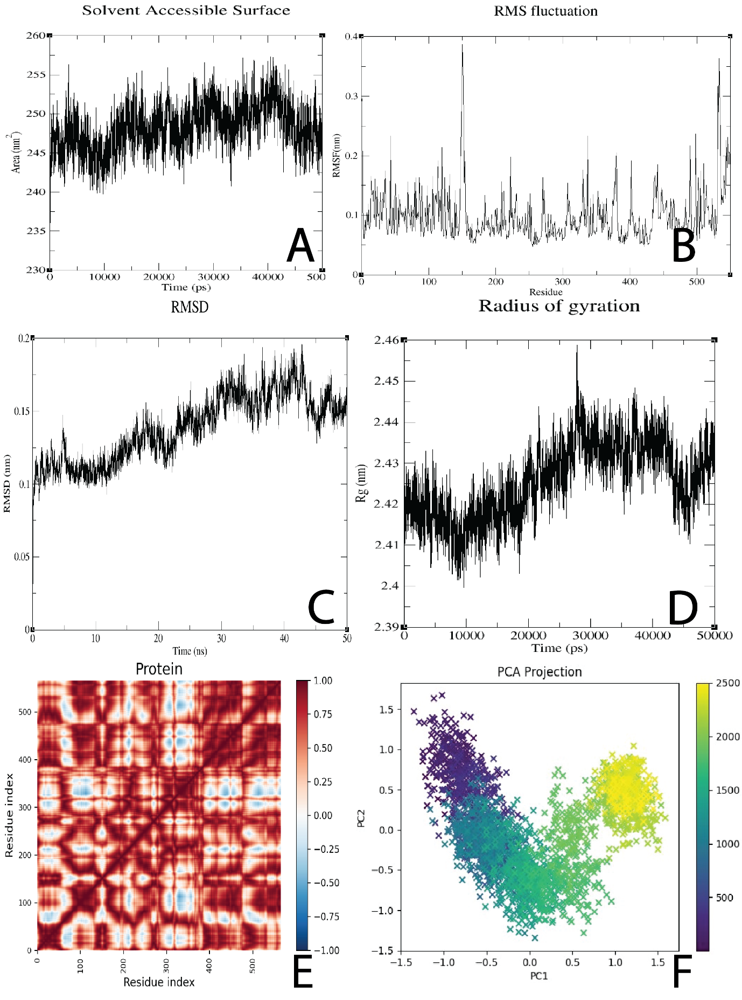 Solvent Accessible Surface
260
255
250
245
240
235
230
Area (nm²)
0 10000 20000 30000 40000 500
Time (ps)
A
RMS fluctuation
0.4
0.3
0.2
0.1
0
RMSF(nm)
0 100 200 300 400 500
Residue
B
RMSD
0.2
0.15
0.1
0.05
0
RMSD (nm)
0 10 20 30 40 50
Time (ns)
C
Radius of gyration
2.46
2.45
2.44
2.43
2.42
2.41
2.4
2.39
Rg (nm)
0 10000 20000 30000 40000 50000
Time (ps)
D
Protein
500
400
300
200
100
0
Residue index
0 100 200 300 400 500
Residue index
1.00
0.75
0.50
0.25
0.00
−0.25
−0.50
−0.75
−1.00
E
PCA Projection
1.5
1.0
0.5
0.0
−0.5
−1.0
−1.5
PC2
−1.5 −1.0 −0.5 0.0 0.5 1.0 1.5
PC1
2500
2000
1500
1000
500
F